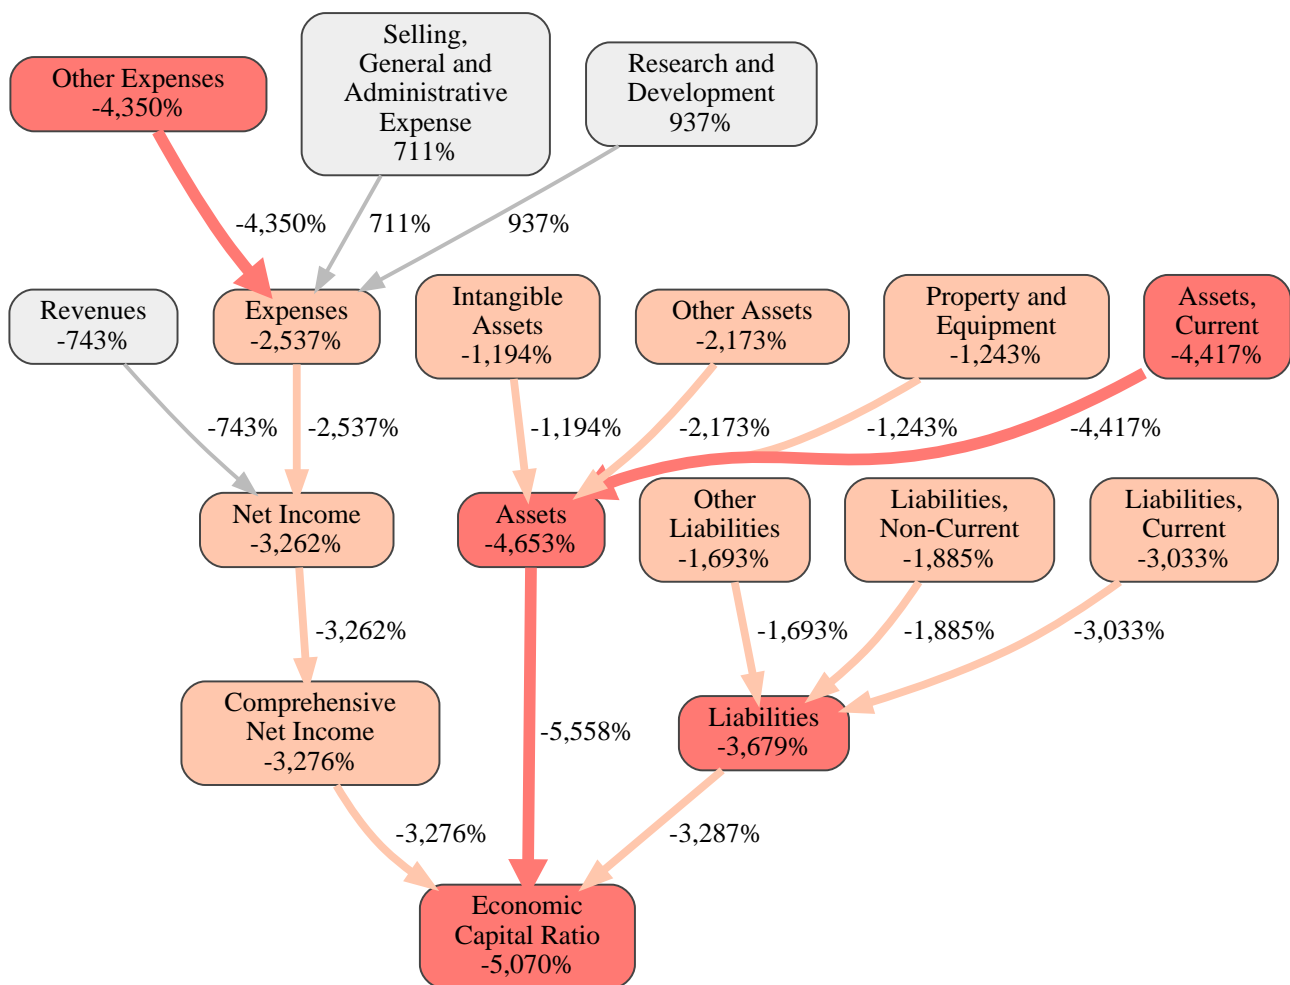 Other Expenses
-4,350%
Selling,
General and
Administrative
Expense
711%
Research and
Development
937%
-4,350%
711%
937%
Revenues
-743%
Expenses
-2,537%
Intangible
Assets
-1,194%
Other Assets
-2,173%
Property and
Equipment
-1,243%
Assets,
Current
-4,417%
-743%
-2,537%
-1,194%
-2,173%
-1,243%
-4,417%
Net Income
-3,262%
Assets
-4,653%
Other
Liabilities
-1,693%
Liabilities,
Non-Current
-1,885%
Liabilities,
Current
-3,033%
-3,262%
-1,693%
-1,885%
-3,033%
Comprehensive
Net Income
-3,276%
-5,558%
Liabilities
-3,679%
-3,276%
-3,287%
Economic
Capital Ratio
-5,070%